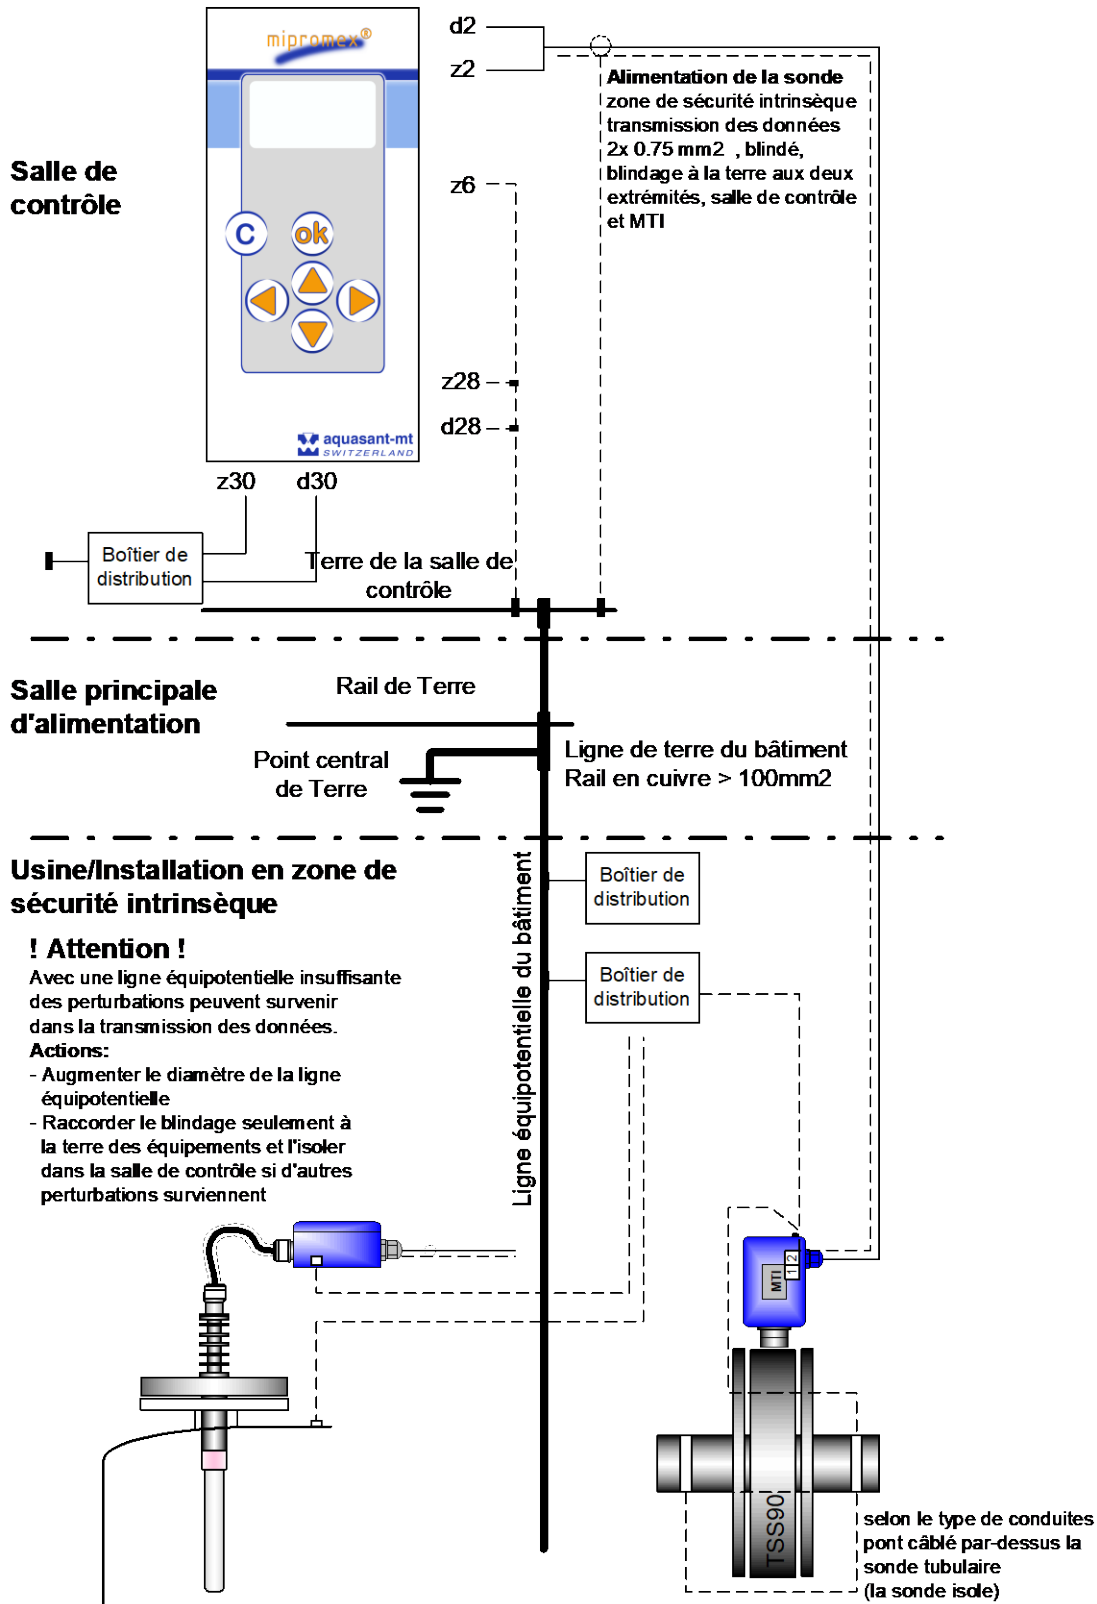 mipromex®
d2
z2
Alimentation de la sonde
zone de sécurité intrinsèque
transmission des données
2x 0.75 mm2 , blindé,
blindage à la terre aux deux
extrémités, salle de contrôle
et MTI
Salle de
contrôle
z6
C
ok
z28
d28
aquasant-mt
SWITZERLAND
z30
d30
Boîtier de
distribution
Terre de la salle de
contrôle
Salle principale
d'alimentation
Rail de Terre
Point central
de Terre
Ligne de terre du bâtiment
Rail en cuivre > 100mm2
Usine/Installation en zone de
sécurité intrinsèque
Ligne équipotentielle du bâtiment
Boîtier de
distribution
Boîtier de
distribution
! Attention !
Avec une ligne équipotentielle insuffisante
des perturbations peuvent survenir
dans la transmission des données.
Actions:
- Augmenter le diamètre de la ligne
équipotentielle
- Raccorder le blindage seulement à
la terre des équipements et l'isoler
dans la salle de contrôle si d'autres
perturbations surviennent
MTI
1 2
TSS90
selon le type de conduites
pont câblé par-dessus la
sonde tubulaire
(la sonde isole)